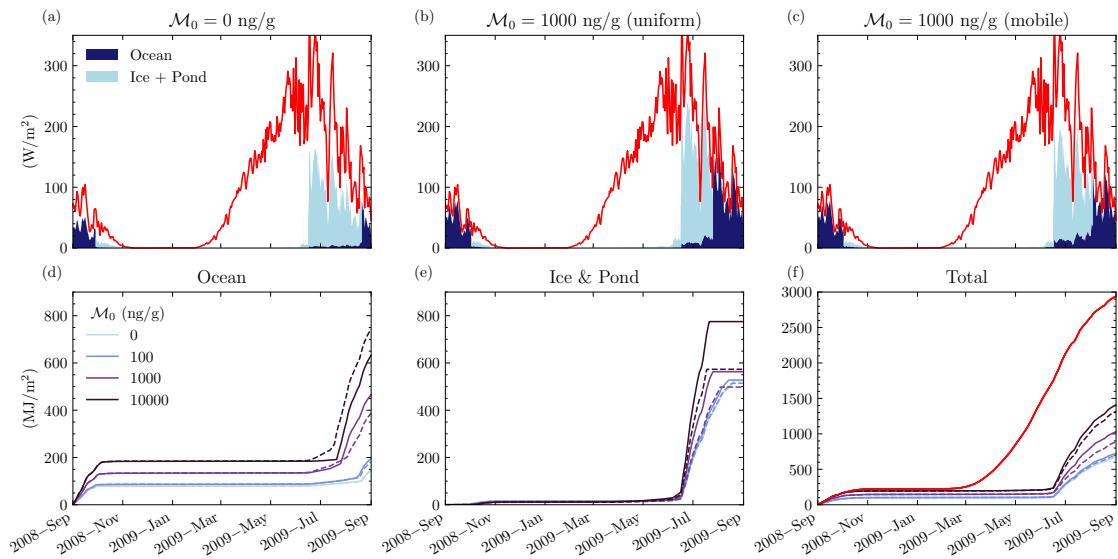 (a)
ℳ₀ = 0 ng/g
(b)
ℳ₀ = 1000 ng/g (uniform)
(c)
ℳ₀ = 1000 ng/g (mobile)
Ocean
Ice + Pond
(W/m²)
300
200
100
0
300
200
100
0
300
200
100
0
(d)
Ocean
(e)
Ice & Pond
(f)
Total
ℳ₀ (ng/g)
0
100
1000
10000
(MJ/m²)
800
600
400
200
0
800
600
400
200
0
3000
2500
2000
1500
1000
500
0
2008−Sep
2008−Nov
2009−Jan
2009−Mar
2009−May
2009−Jul
2009−Sep
2008−Sep
2008−Nov
2009−Jan
2009−Mar
2009−May
2009−Jul
2009−Sep
2008−Sep
2008−Nov
2009−Jan
2009−Mar
2009−May
2009−Jul
2009−Sep